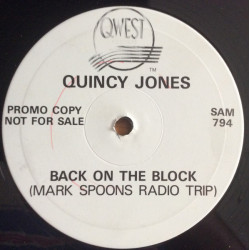 QWEST
TM
QUINCY JONES
PROMO COPY
NOT FOR SALE
SAM
794
BACK ON THE BLOCK
(MARK SPOONS RADIO TRIP)